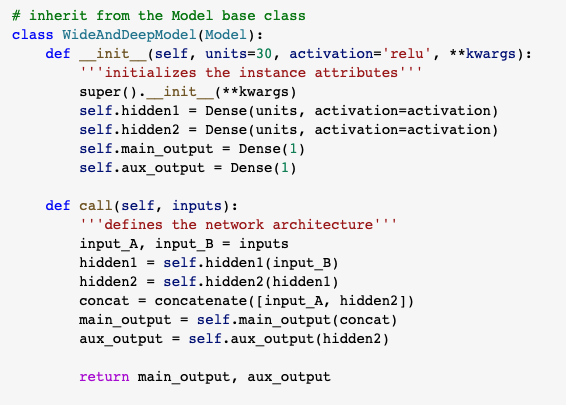 # inherit from the Model base class
class WideAndDeepModel(Model):
    def __init__(self, units=30, activation='relu', **kwargs):
        '''initializes the instance attributes'''
        super().__init__(**kwargs)
        self.hidden1 = Dense(units, activation=activation)
        self.hidden2 = Dense(units, activation=activation)
        self.main_output = Dense(1)
        self.aux_output = Dense(1)

    def call(self, inputs):
        '''defines the network architecture'''
        input_A, input_B = inputs
        hidden1 = self.hidden1(input_B)
        hidden2 = self.hidden2(hidden1)
        concat = concatenate([input_A, hidden2])
        main_output = self.main_output(concat)
        aux_output = self.aux_output(hidden2)

        return main_output, aux_output